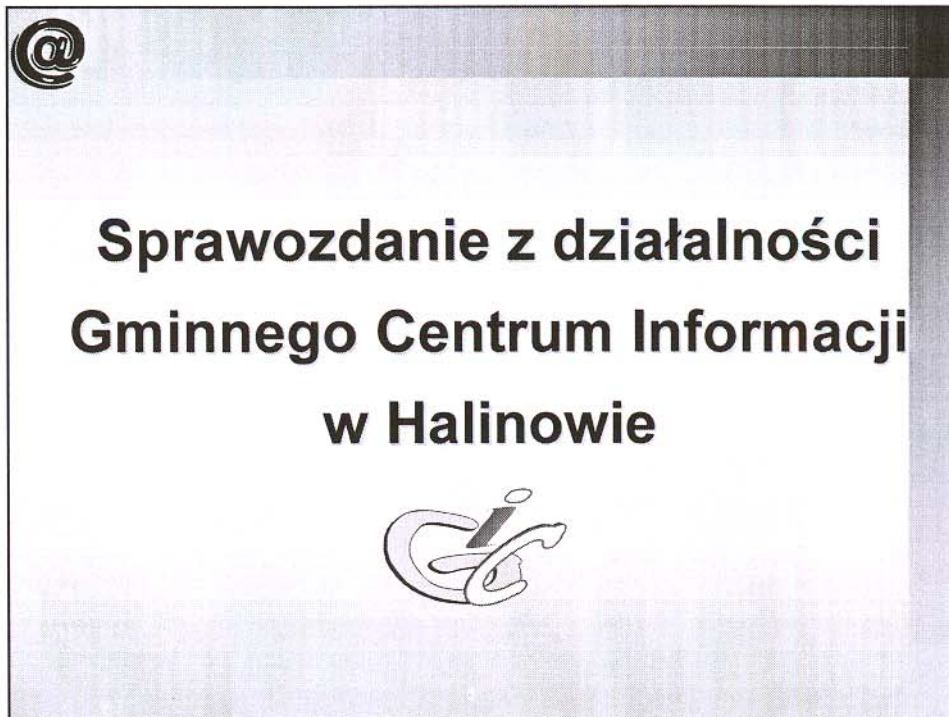 @
Sprawozdanie z działalności
Gminnego Centrum Informacji
w Halinowie